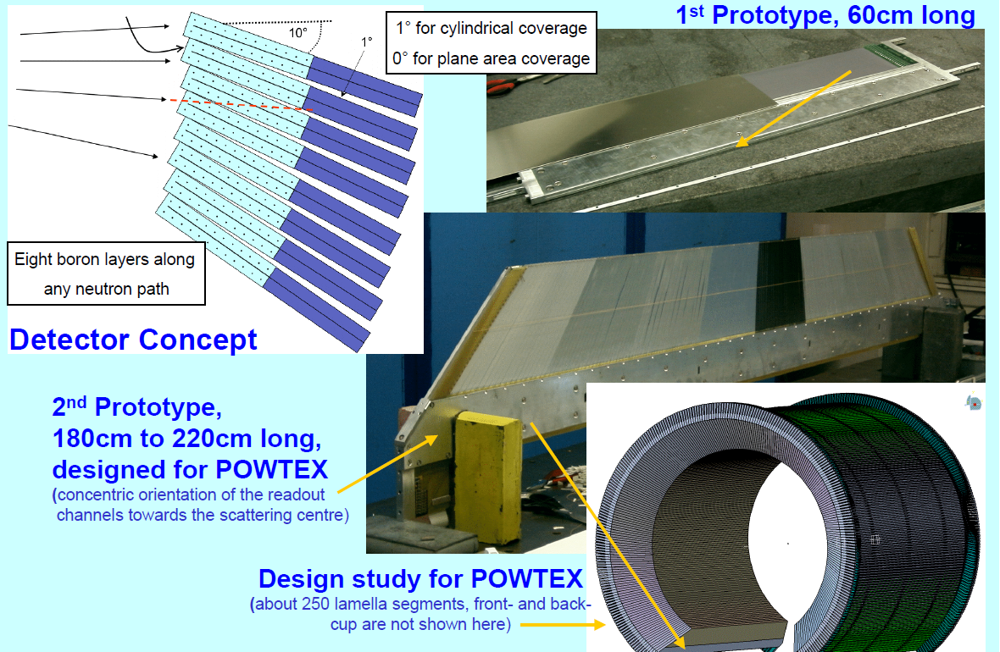 10°
1°
1° for cylindrical coverage
0° for plane area coverage
1st Prototype, 60cm long
Eight boron layers along
any neutron path
Detector Concept
2nd Prototype,
180cm to 220cm long,
designed for POWTEX
(concentric orientation of the readout
channels towards the scattering centre)
Design study for POWTEX
(about 250 lamella segments, front- and back-
cup are not shown here)